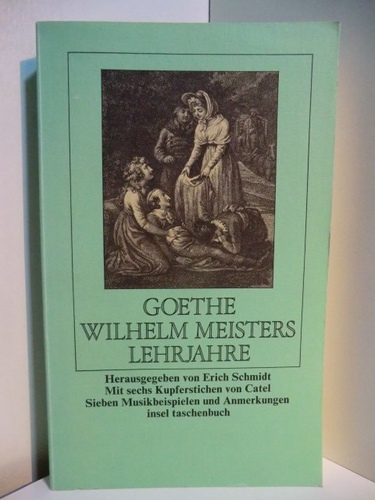 GOETHE
WILHELM MEISTERS
LEHRJAHRE
Herausgegeben von Erich Schmidt
Mit sechs Kupferstichen von Catel
Sieben Musikbeispielen und Anmerkungen
insel taschenbuch